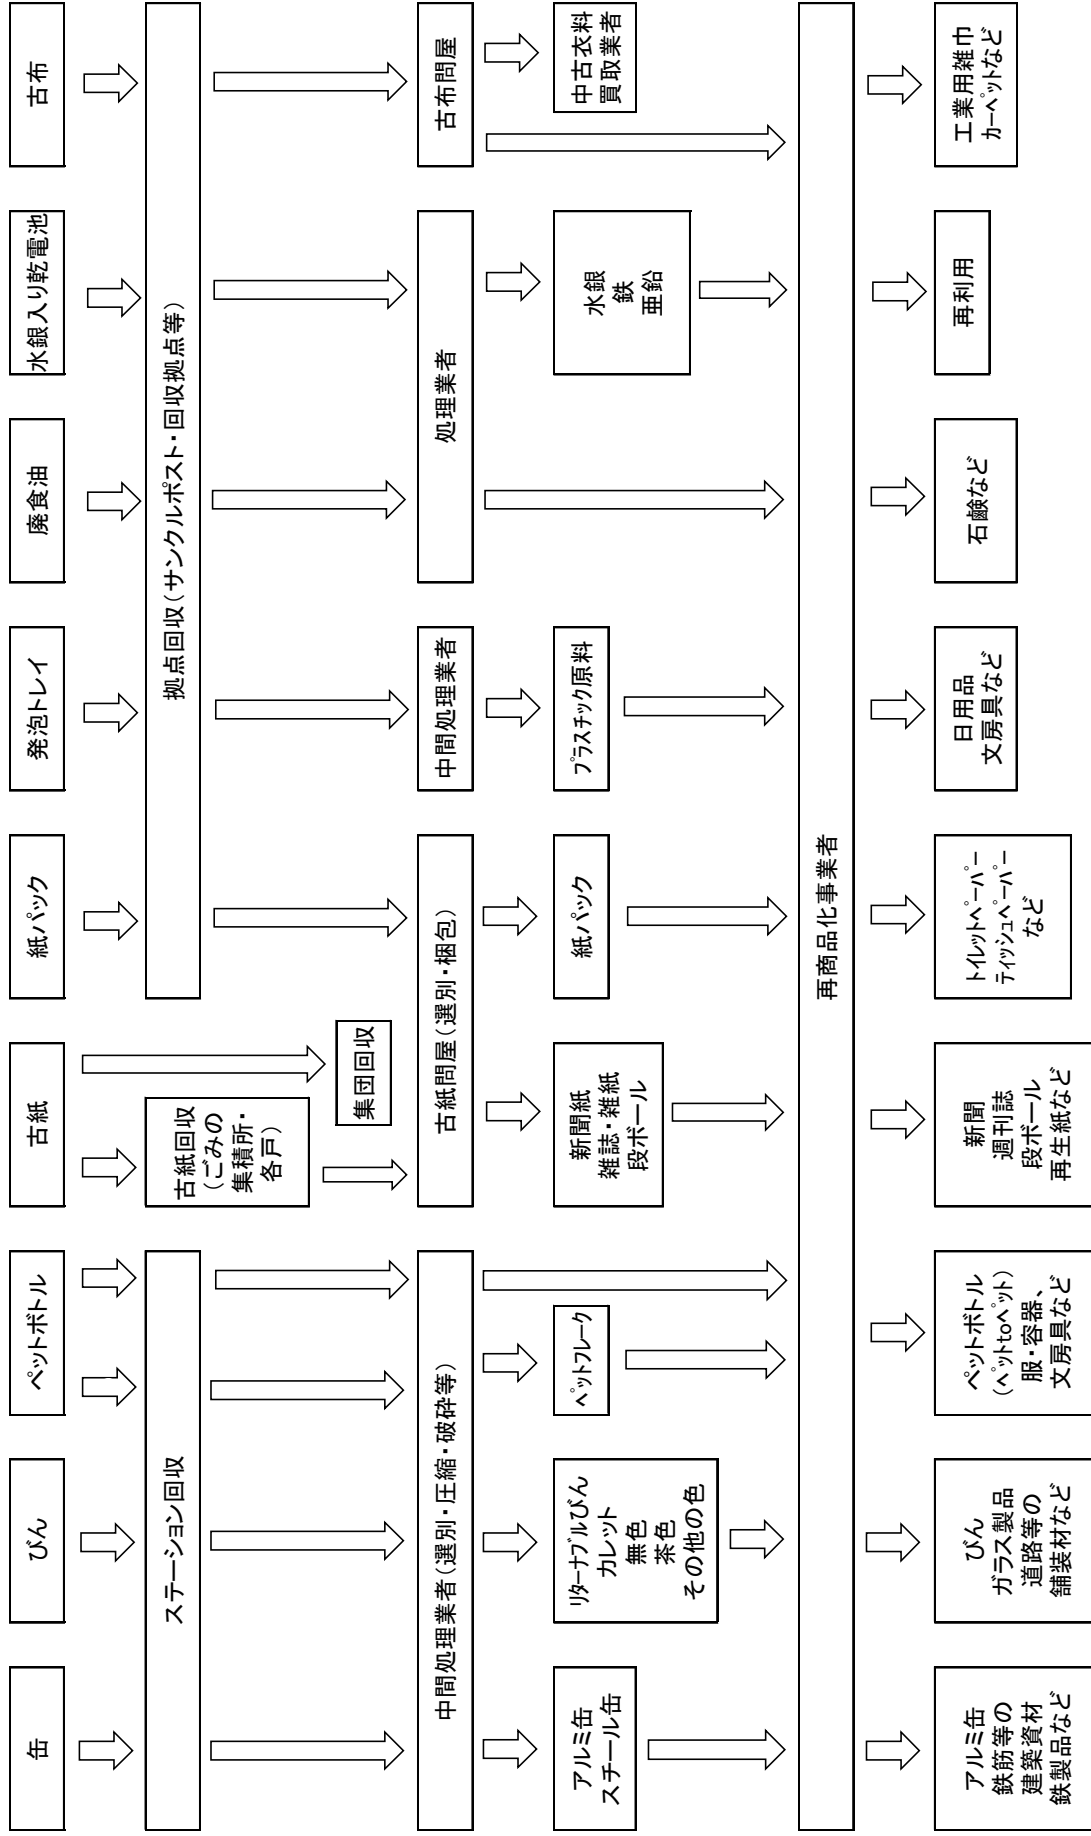 缶
びん
ペットボトル
古紙
紙パック
発泡トレイ
廃食油
水銀入り乾電池
古布
ステーション回収
古紙回収
(ごみの
集積所・
各戸)
拠点回収(サンクルポスト・回収拠点等)
集団回収
中間処理業者(選別・圧縮・破砕等)
古紙問屋(選別・梱包)
中間処理業者
処理業者
古布問屋
アルミ缶
スチール缶
リターナブルびん
カレット
無色
茶色
その他の色
ペットフレーク
新聞紙
雑誌・雑紙
段ボール
紙パック
プラスチック原料
水銀
鉄
亜鉛
中古衣料
買取業者
再商品化事業者
アルミ缶
鉄筋等の
建築資材
鉄製品など
びん
ガラス製品
道路等の
舗装材など
ペットボトル
(ペットtoペット)
服・容器、
文房具など
新聞
週刊誌
段ボール
再生紙など
トイレットペーパー
ティッシュペーパー
など
日用品
文房具など
石鹸など
再利用
工業用雑巾
カーペットなど